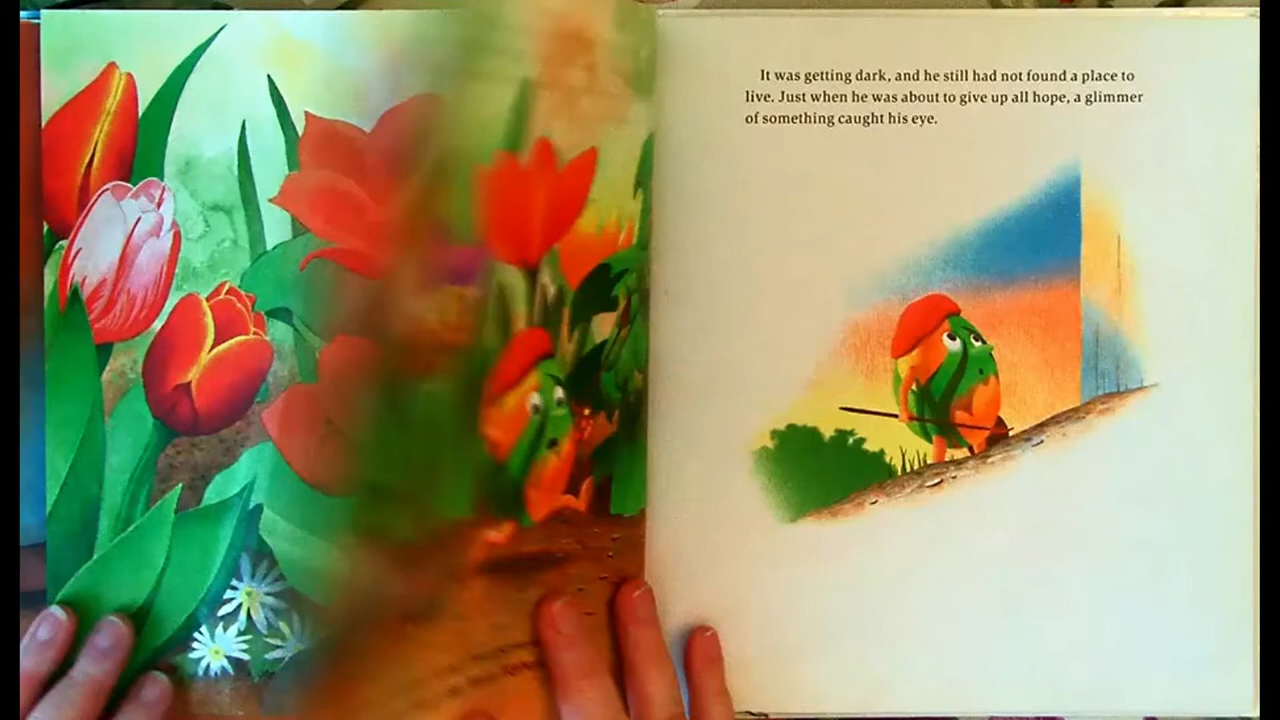 It was getting dark, and he still had not found a place to
live. Just when he was about to give up all hope, a glimmer
of something caught his eye.